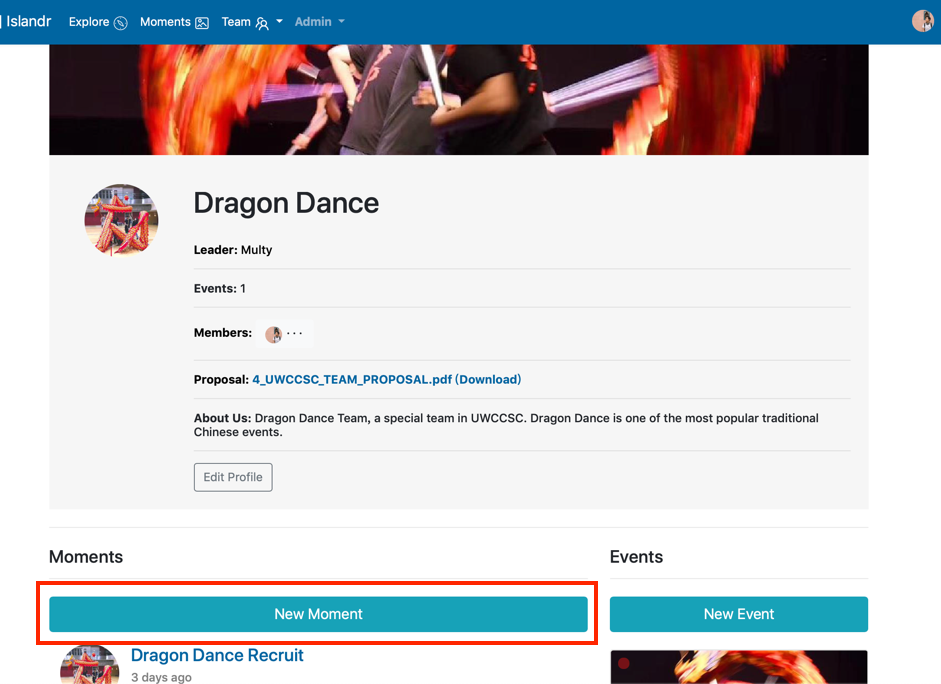 Islandr Explore Moments Team Admin
Dragon Dance
Leader: Multy
Events: 1
Members: ...
Proposal: 4_UWCCSC_TEAM_PROPOSAL.pdf (Download)
About Us: Dragon Dance Team, a special team in UWCCSC. Dragon Dance is one of the most popular traditional
Chinese events.
Edit Profile
Moments
New Moment
Dragon Dance Recruit
3 days ago
Events
New Event